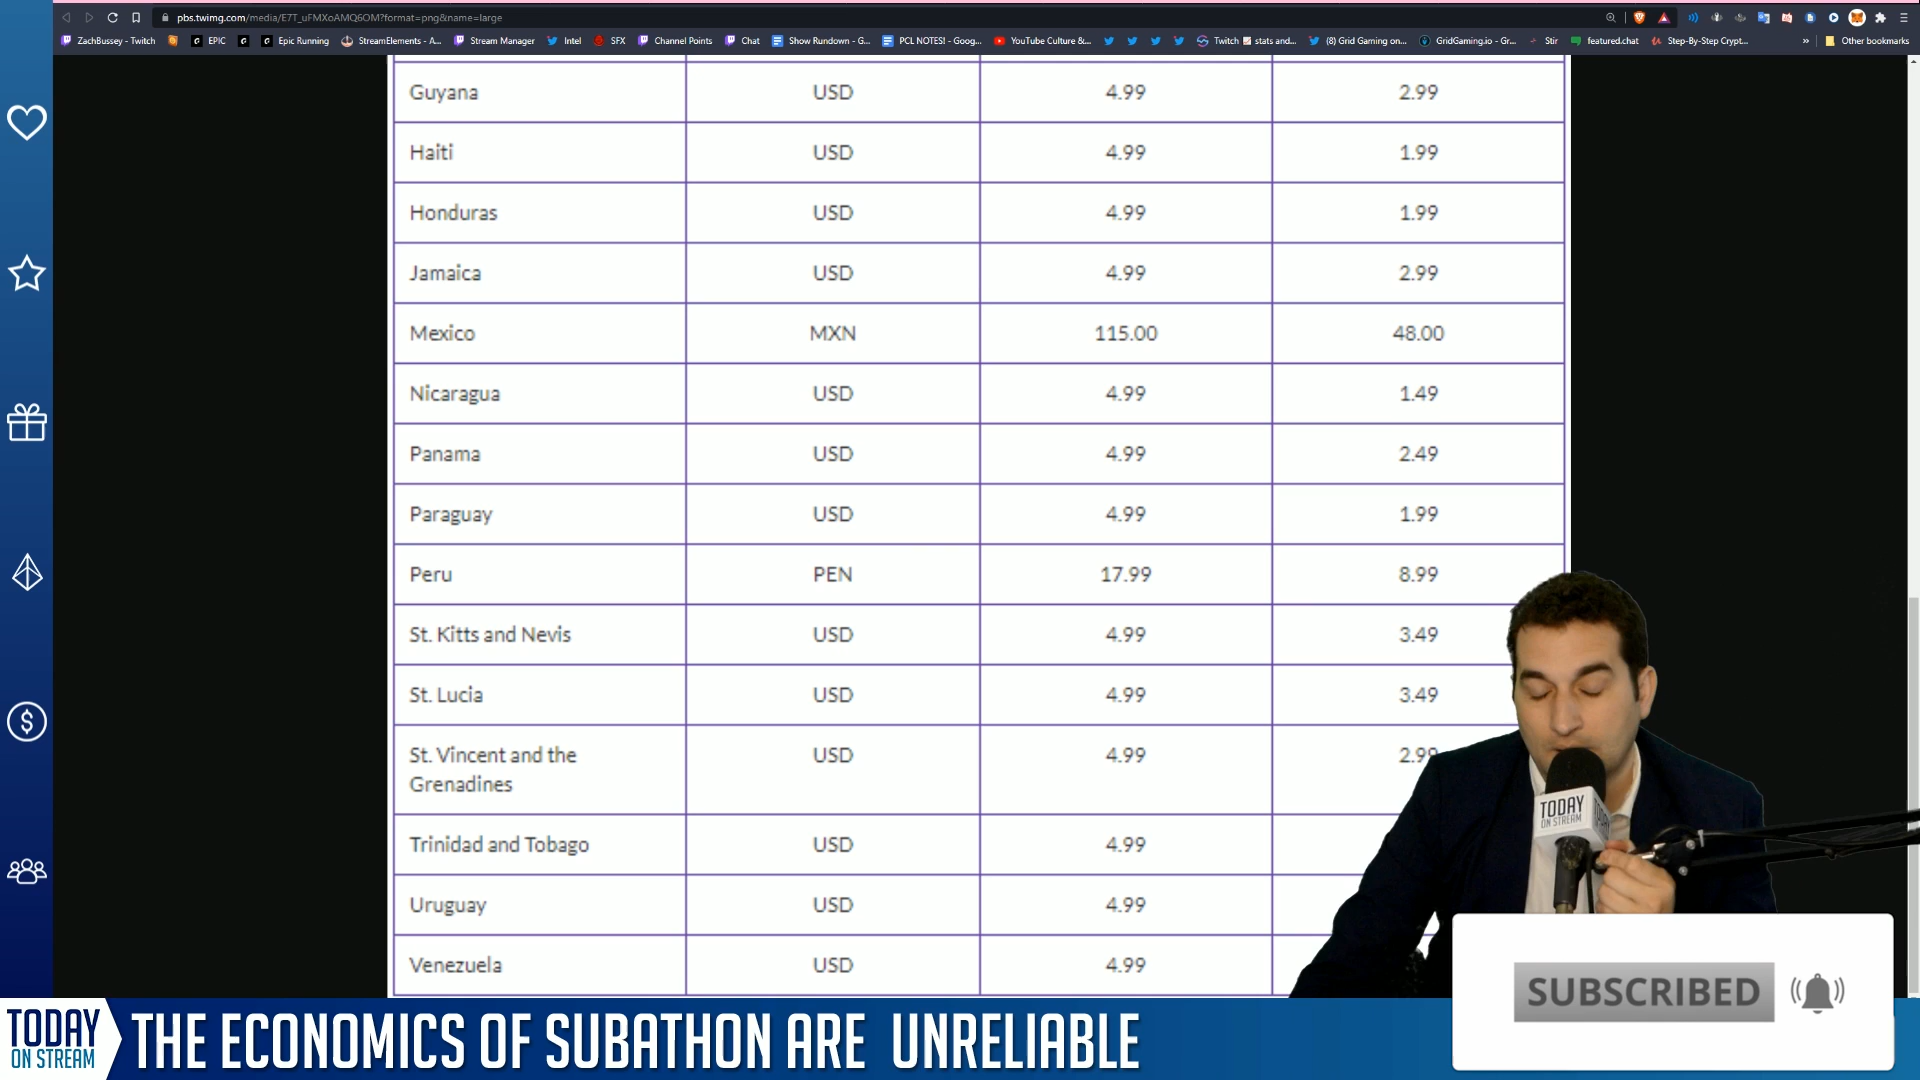 pbs.twimg.com/media/E7T_uFMXoAMQ6OM?format=png&name=large
ZachBussey - Twitch EPIC Epic Running StreamElements - A... Stream Manager Intel SFX Channel Points Chat Show Rundown - G... PCL NOTES! - Goog... YouTube Culture &... Twitch stats and... (8) Grid Gaming on... GridGaming.io - Gr... Stir featured.chat Step-By-Step Crypt... » Other bookmarks
Guyana USD 4.99 2.99
Haiti USD 4.99 1.99
Honduras USD 4.99 1.99
Jamaica USD 4.99 2.99
Mexico MXN 115.00 48.00
Nicaragua USD 4.99 1.49
Panama USD 4.99 2.49
Paraguay USD 4.99 1.99
Peru PEN 17.99 8.99
St. Kitts and Nevis USD 4.99 3.49
St. Lucia USD 4.99 3.49
St. Vincent and the USD 4.99 2.99
Grenadines
Trinidad and Tobago USD 4.99
Uruguay USD 4.99
Venezuela USD 4.99
TODAY
ON STREAM
SUBSCRIBED
TODAY
ON STREAM
THE ECONOMICS OF SUBATHON ARE UNRELIABLE